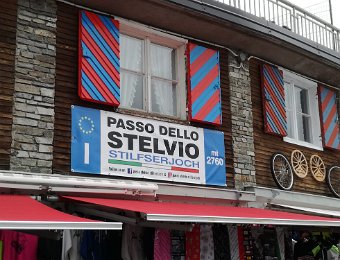 PASSO DELLO
STELVIO
I
STILFSERJOCH
mt
2760